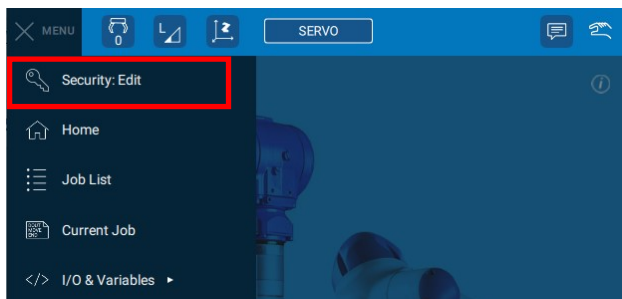 MENU
0
L
Z
SERVO
Security: Edit
Home
Job List
Current Job
I/O & Variables